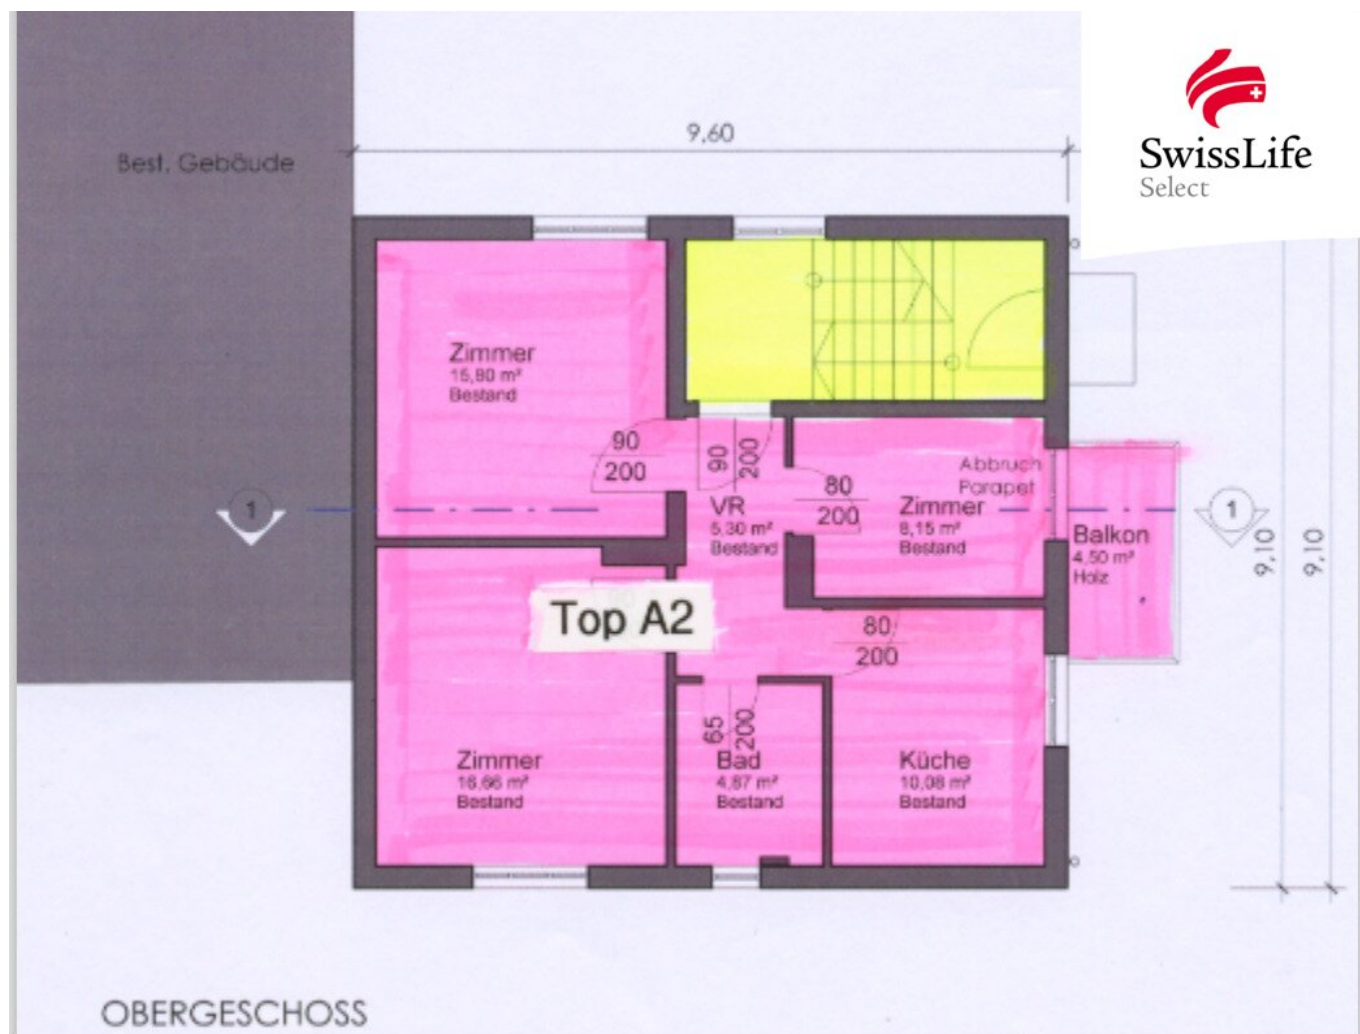 SwissLife
Select
9,60
Best. Gebäude
Zimmer
15,80 m²
Bestand
90
200
90
200
VR
5,30 m²
Bestand
80
200
Abbruch
Parapet
Zimmer
8,15 m²
Bestand
Balkon
4,50 m²
Holz
1
1
9,10
9,10
Top A2
80
200
65
200
Zimmer
16,66 m²
Bestand
Bad
4,87 m²
Bestand
Küche
10,08 m²
Bestand
OBERGESCHOSS